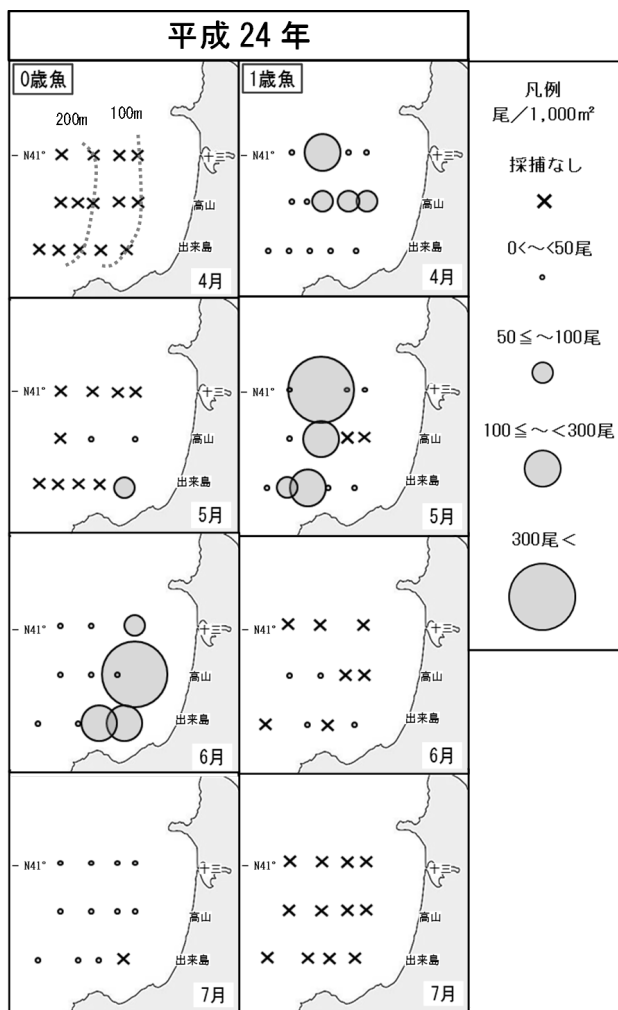 平成 24 年
0歳魚
200m
100m
N41°
十三
高山
出来島
4月
1歳魚
N41°
十三
高山
出来島
4月
N41°
十三
高山
出来島
5月
N41°
十三
高山
出来島
5月
N41°
十三
高山
出来島
6月
N41°
十三
高山
出来島
6月
N41°
十三
高山
出来島
7月
N41°
十三
高山
出来島
7月
凡例
尾／1,000㎡
採捕なし
0<～<50尾
50≦～100尾
100≦～<300尾
300尾<